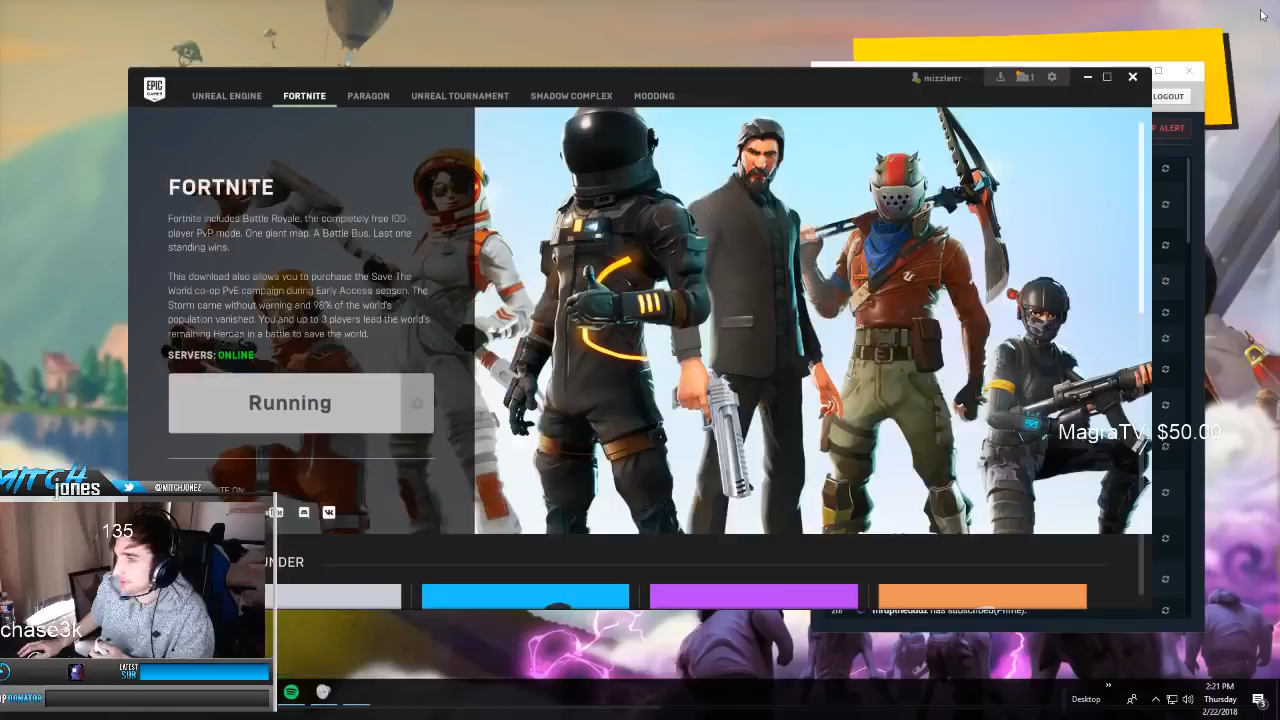 EPIC GAMES
mizzlerrr
1
UNREAL ENGINE FORTNITE PARAGON UNREAL TOURNAMENT SHADOW COMPLEX MODDING
LOGOUT
ALERT
FORTNITE
Fortnite includes Battle Royale, the completely free 100-
player PvP mode. One giant map. A Battle Bus. Last one
standing wins.
This download also allows you to purchase the Save The
World co-op PvE campaign during Early Access season. The
Storm came without warning and 98% of the world's
population vanished. You and up to 3 players lead the world's
remaining Heroes in a battle to save the world.
SERVERS: ONLINE
Running
MagraTV: $50.00
MITCH
jones
@MITCHJONEZ
135
chase3k
LATEST
SUB
DONATOR
has subscribed(Prime).
Desktop
2:21 PM
Thursday
2/22/2018
3